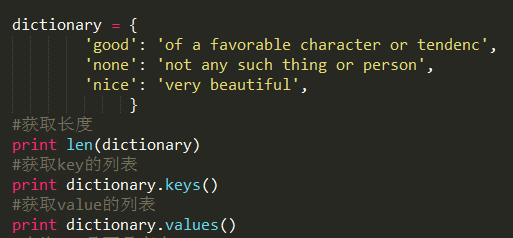 dictionary = {
'good': 'of a favorable character or tendenc',
'none': 'not any such thing or person',
'nice': 'very beautiful',
}
#获取长度
print len(dictionary)
#获取key的列表
print dictionary.keys()
#获取value的列表
print dictionary.values()